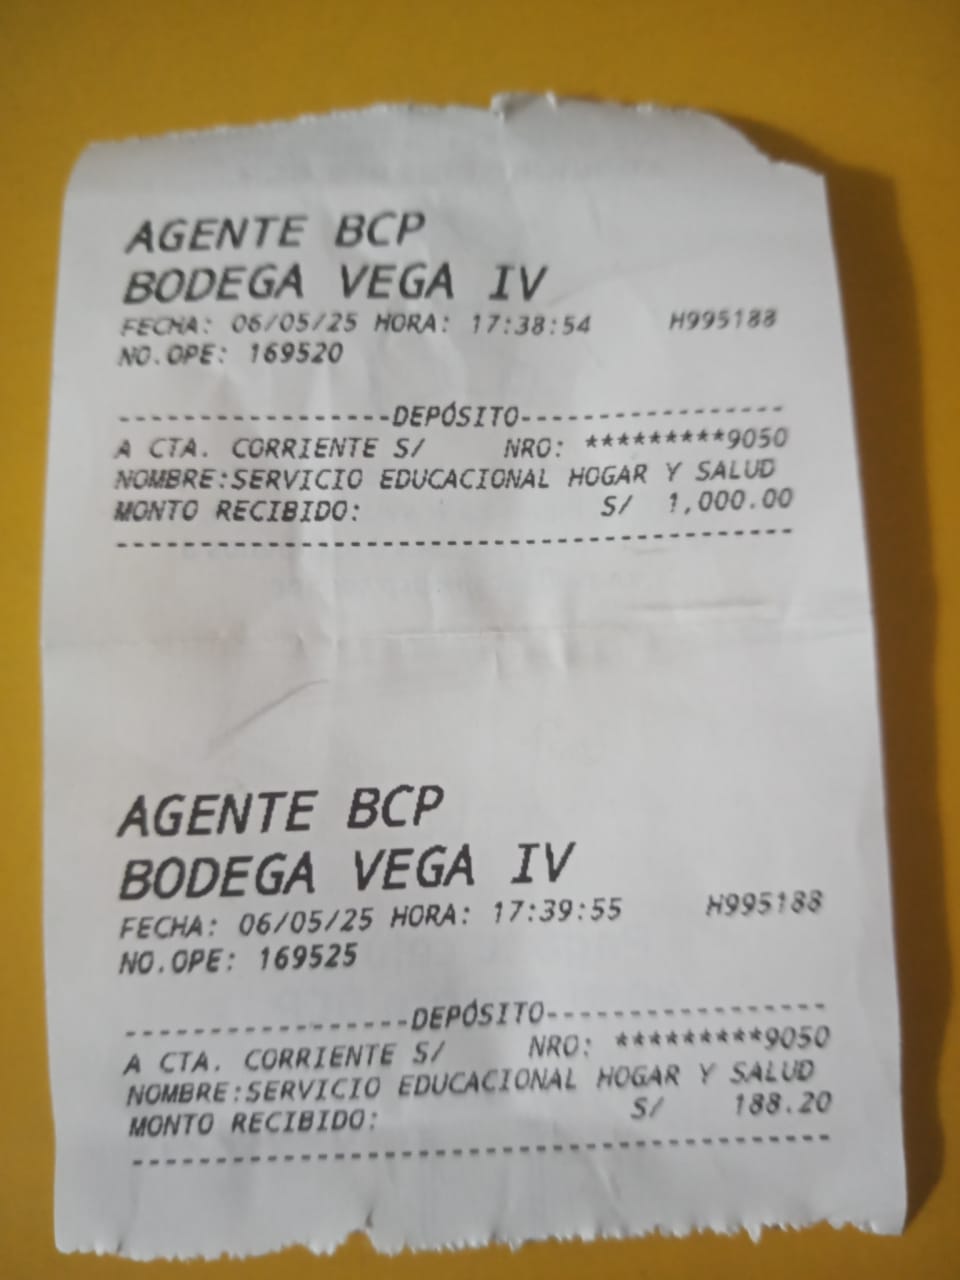 AGENTE BCP
BODEGA VEGA IV
FECHA: 06/05/25 HORA: 17:38:54 H995188
NO.OPE: 169520
-----------------DEPÓSITO----------------
A CTA. CORRIENTE S/ NRO: *********9050
NOMBRE:SERVICIO EDUCACIONAL HOGAR Y SALUD
MONTO RECIBIDO: S/ 1,000.00
------------------------------------------
AGENTE BCP
BODEGA VEGA IV
FECHA: 06/05/25 HORA: 17:39:55 H995188
NO.OPE: 169525
-----------------DEPÓSITO-----------------
A CTA. CORRIENTE S/ NRO: *********9050
NOMBRE:SERVICIO EDUCACIONAL HOGAR Y SALUD
MONTO RECIBIDO: S/ 188.20
------------------------------------------